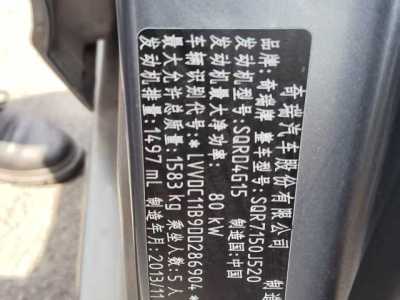 奇瑞汽车股份有限公司 制造
品牌: 奇瑞牌 整车型号: SQR7150J520
发动机型号: SQRD4G15 制造国:中国
发动机最大净功率: 80 kW
车辆识别代号:*LVVDC11B9DD286904*
最大允许总质量:1583 kg 乘坐人数:5人
发动机排量:1497 mL 制造年月:2013/11